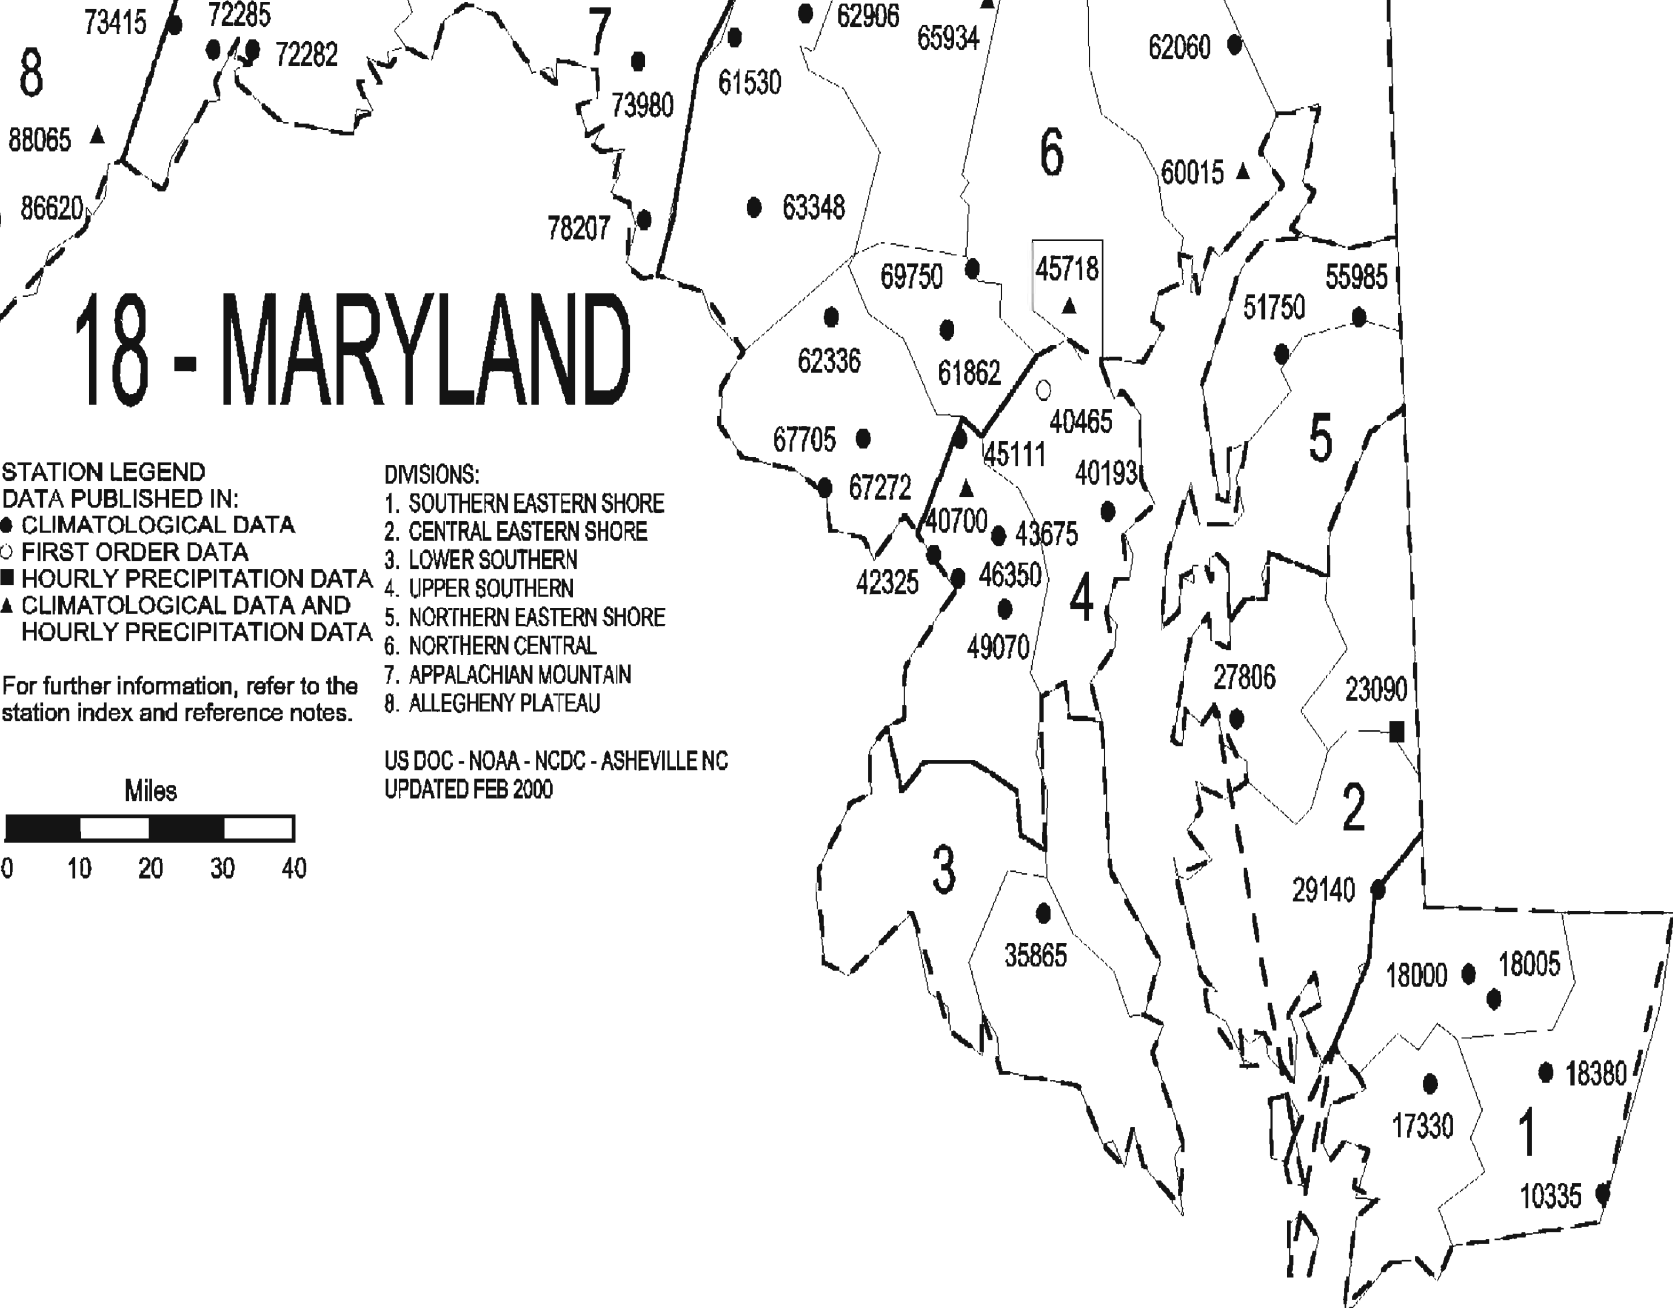 73415
72285
72282
8
88065
86620
7
73980
78207
61530
62906
65934
62060
6
60015
63348
69750
45718
55985
51750
62336
61862
40465
18 - MARYLAND
67705
45111
40193
5
67272
40700
43675
42325
46350
4
49070
STATION LEGEND
DATA PUBLISHED IN:
CLIMATOLOGICAL DATA
FIRST ORDER DATA
HOURLY PRECIPITATION DATA
CLIMATOLOGICAL DATA AND
HOURLY PRECIPITATION DATA
For further information, refer to the
station index and reference notes.
DIVISIONS:
1. SOUTHERN EASTERN SHORE
2. CENTRAL EASTERN SHORE
3. LOWER SOUTHERN
4. UPPER SOUTHERN
5. NORTHERN EASTERN SHORE
6. NORTHERN CENTRAL
7. APPALACHIAN MOUNTAIN
8. ALLEGHENY PLATEAU
US DOC - NOAA - NCDC - ASHEVILLE NC
UPDATED FEB 2000
Miles
0 10 20 30 40
27806
23090
2
3
29140
35865
18000
18005
18380
17330
1
10335